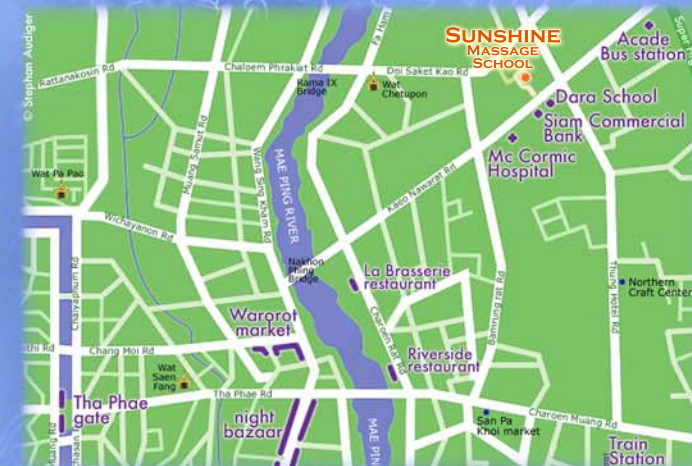 © Stephan Audiger
SUNSHINE
MASSAGE
SCHOOL
Fa Ham
Acade
Bus station
Super
Rattanakosin Rd
Chaloem Phrakiat Rd
Doi Saket Kao Rd
Rama IX
Bridge
Wat
Chetupon
Dara School
Siam Commercial
Bank
Mc Cormic
Hospital
Muang Samut Rd
Wang Sing Kham Rd
MAE PING RIVER
Kaeo Nawarat Rd
Wat Pa Pao
Wichayanon Rd
Nakhon
Phing
Bridge
La Brasserie
restaurant
Northern
Craft Center
Chaiyaphum Rd
Thung Hotel Rd
Bamrung rat Rd
Charoen Rat Rd
Warorot
market
Chang Moi Rd
Riverside
restaurant
Wat
Saen
Fang
Tha Phae Rd
Tha Phae
gate
night
bazaar
MAE PIN
San Pa
Khoi market
Charoen Muang Rd
Train
Station